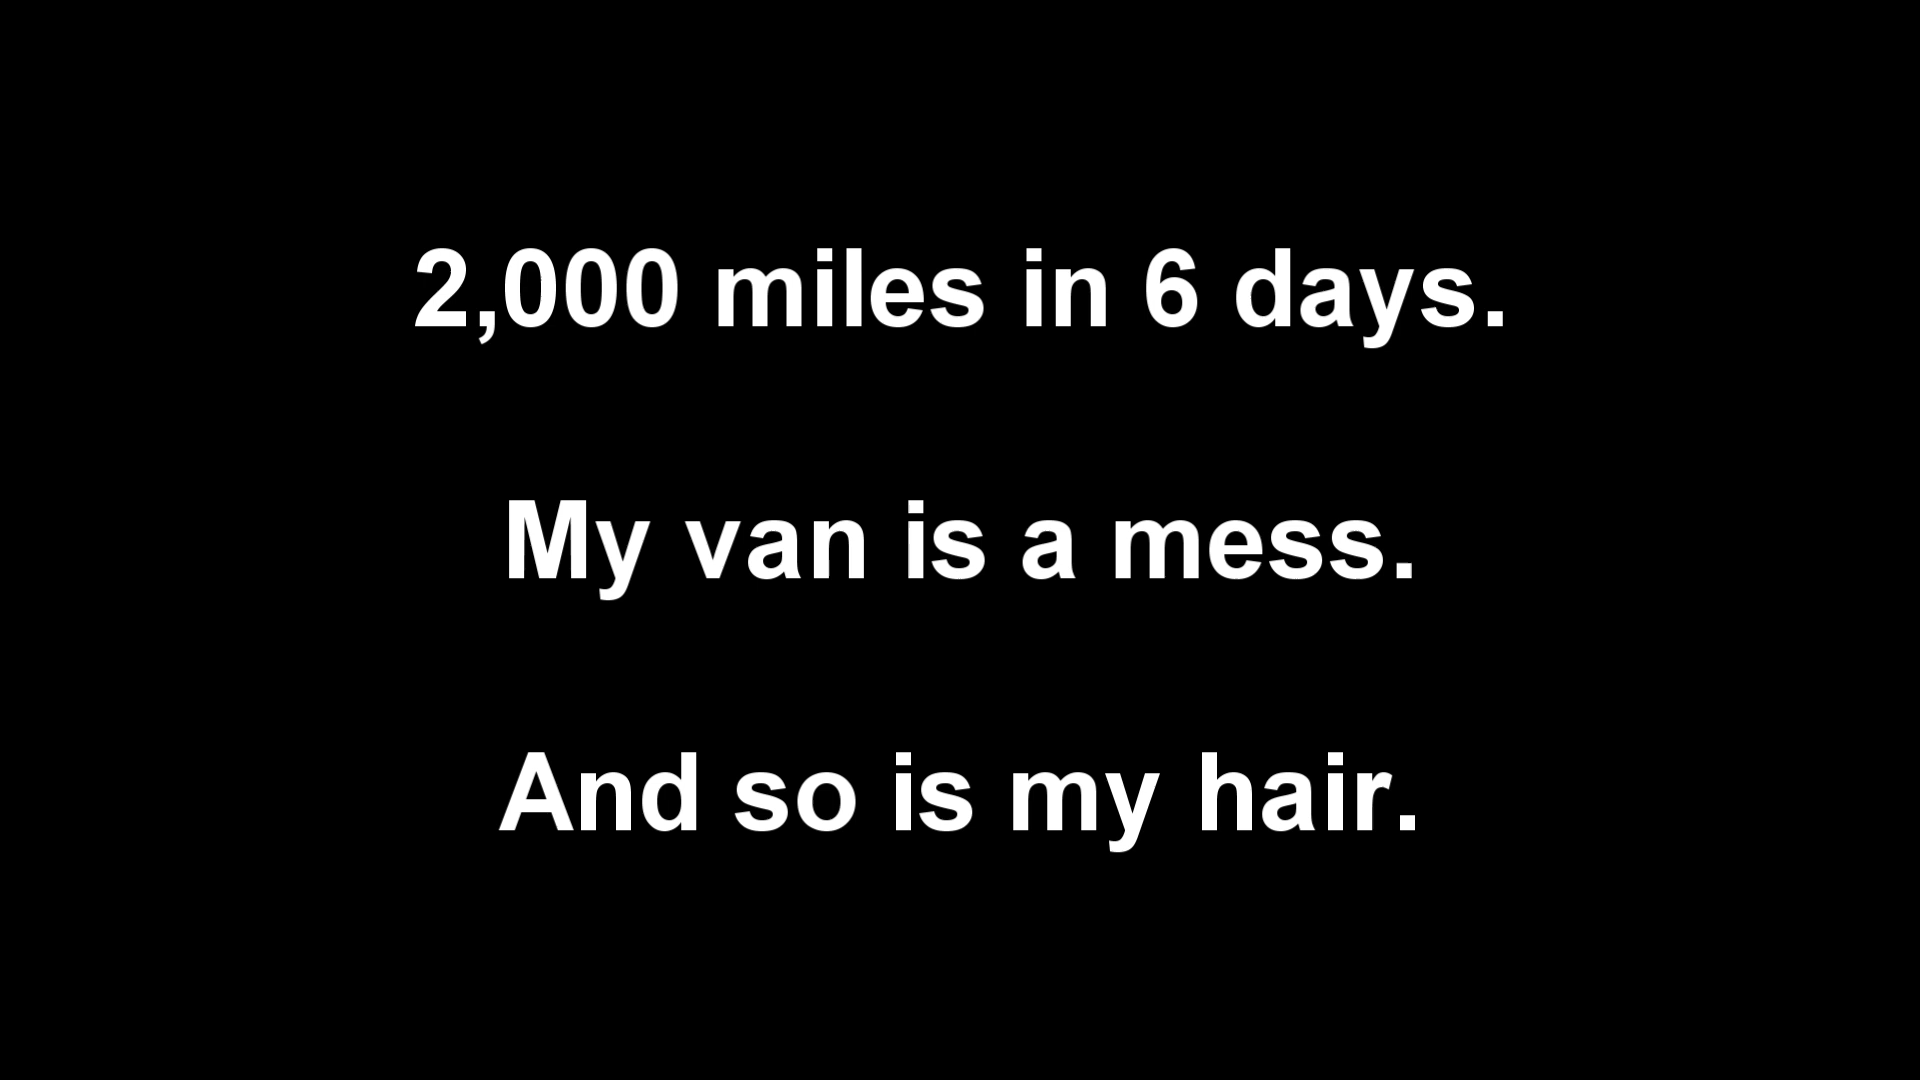 2,000 miles in 6 days.
My van is a mess.
And so is my hair.